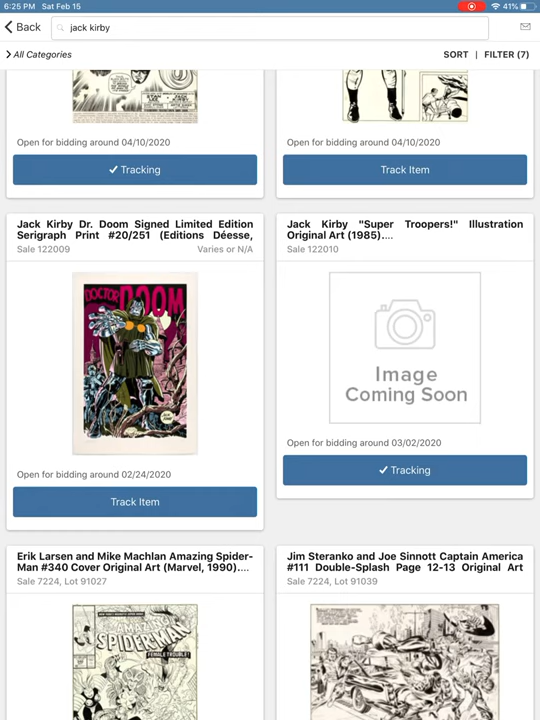 6:25 PM Sat Feb 15
41%
Back
jack kirby
All Categories
SORT | FILTER (7)
Open for bidding around 04/10/2020
✓ Tracking
Open for bidding around 04/10/2020
Track Item
Jack Kirby Dr. Doom Signed Limited Edition
Serigraph Print #20/251 (Editions Déesse,
Sale 122009
Varies or N/A
DOCTOR DOOM
Open for bidding around 02/24/2020
Track Item
Jack Kirby "Super Troopers!" Illustration
Original Art (1985)....
Sale 122010
Image
Coming Soon
Open for bidding around 03/02/2020
✓ Tracking
Erik Larsen and Mike Machlan Amazing Spider-
Man #340 Cover Original Art (Marvel, 1990)....
Sale 7224, Lot 91027
AMAZING
SPIDER-MAN
FEMALE TROUBLE!
Jim Steranko and Joe Sinnott Captain America
#111 Double-Splash Page 12-13 Original Art
Sale 7224, Lot 91039